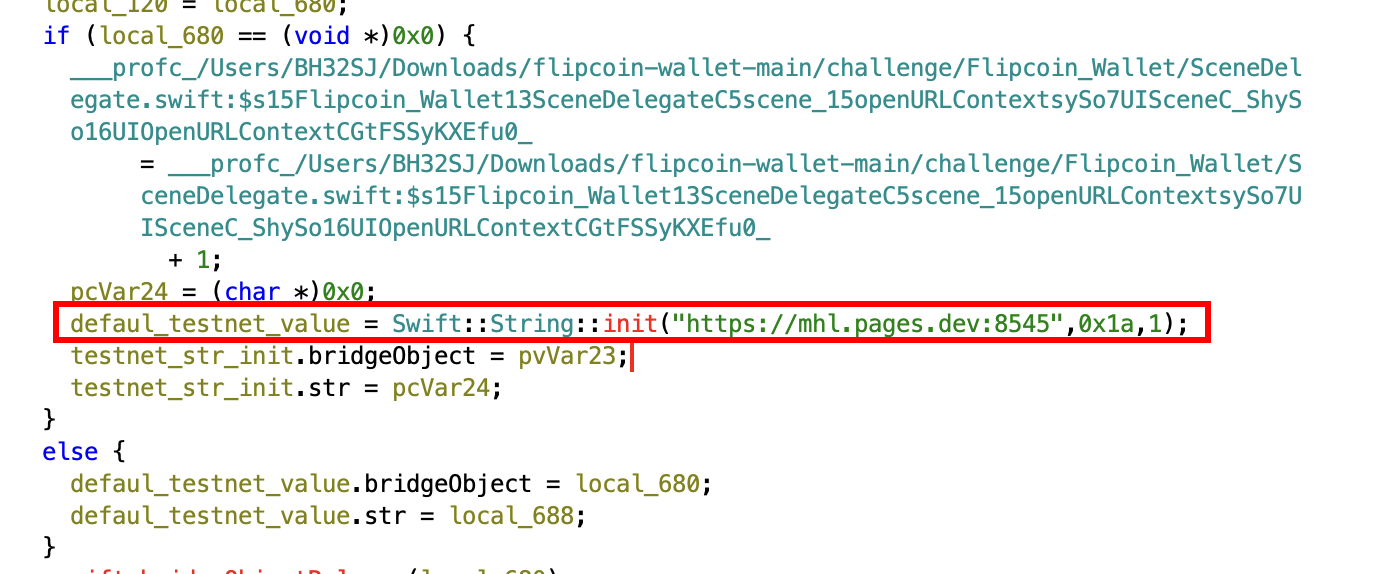 local_120 = local_680;
if (local_680 == (void *)0x0) {
___profc_/Users/BH32SJ/Downloads/flipcoin-wallet-main/challenge/Flipcoin_Wallet/SceneDel
egate.swift:$s15Flipcoin_Wallet13SceneDelegateC5scene_15openURLContextsySo7UISceneC_ShyS
o16UIOpenURLContextCGtFSSyKXEfu0_
= ___profc_/Users/BH32SJ/Downloads/flipcoin-wallet-main/challenge/Flipcoin_Wallet/S
ceneDelegate.swift:$s15Flipcoin_Wallet13SceneDelegateC5scene_15openURLContextsySo7U
ISceneC_ShySo16UIOpenURLContextCGtFSSyKXEfu0_
+ 1;
pcVar24 = (char *)0x0;
defaul_testnet_value = Swift::String::init("https://mhl.pages.dev:8545",0x1a,1);
testnet_str_init.bridgeObject = pvVar23;
testnet_str_init.str = pcVar24;
}
else {
defaul_testnet_value.bridgeObject = local_680;
defaul_testnet_value.str = local_688;
}